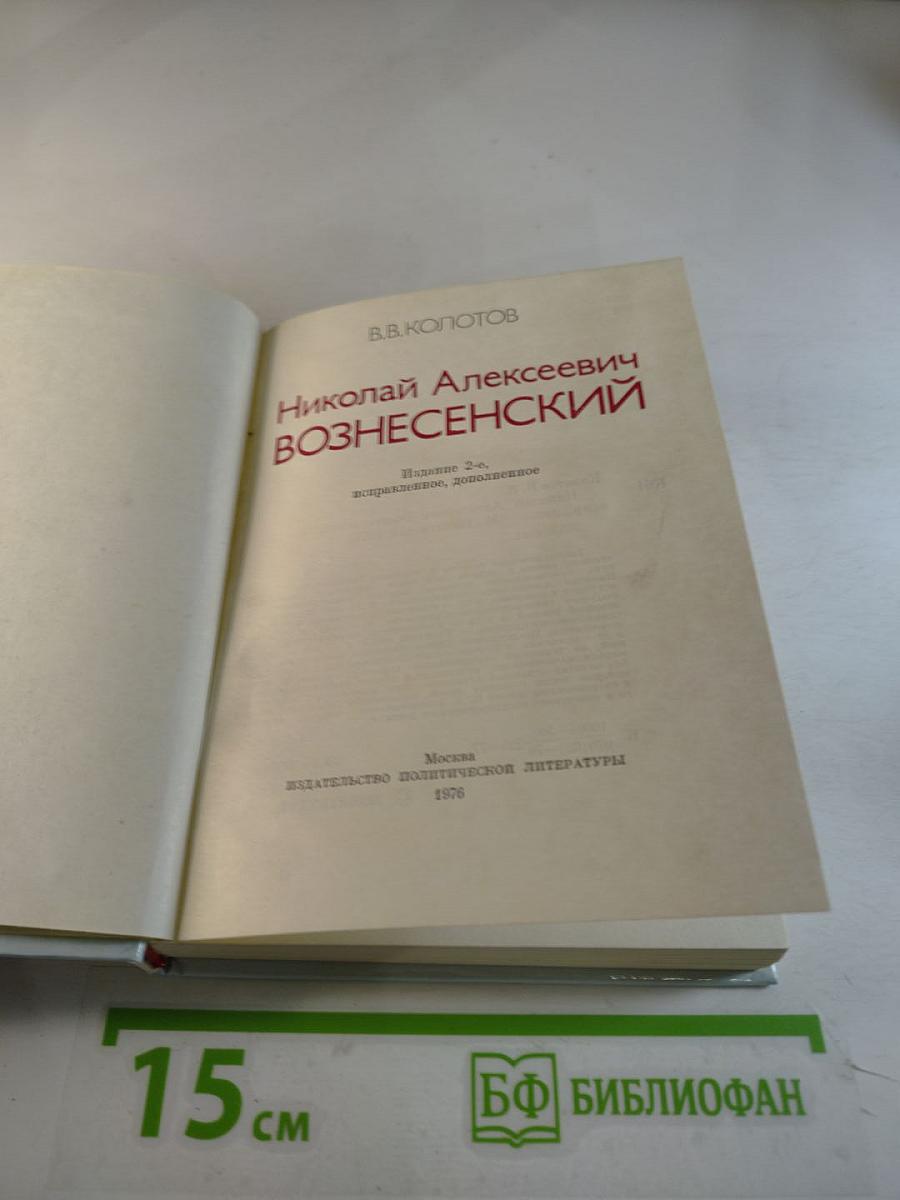 В.В.КОЛОТОВ
Николай Алексеевич
ВОЗНЕСЕНСКИЙ
Издание 2-е,
исправленное, дополненное
Москва
ИЗДАТЕЛЬСТВО ПОЛИТИЧЕСКОЙ ЛИТЕРАТУРЫ
1976
15 см
БФ БИБЛИОФАН